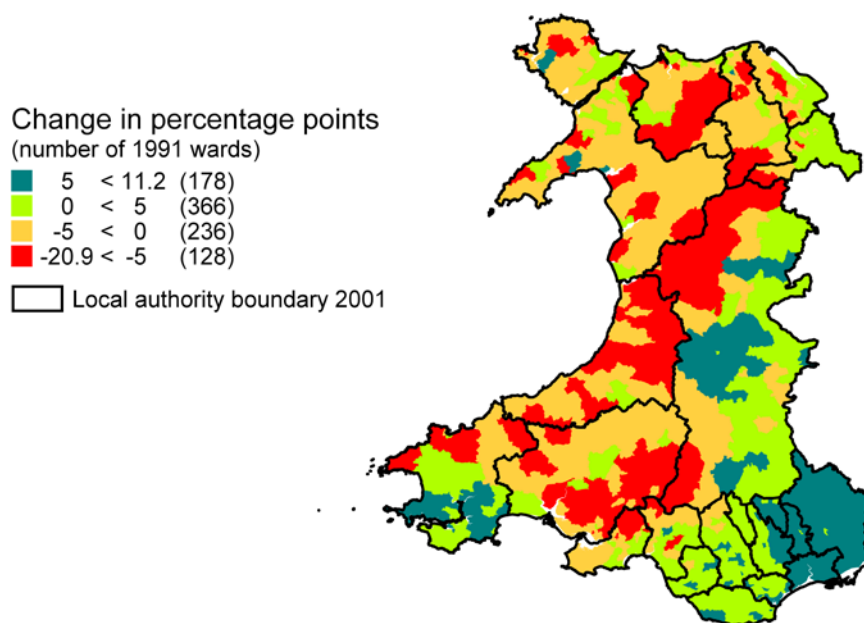 Change in percentage points
(number of 1991 wards)
5 < 11.2 (178)
0 < 5 (366)
-5 < 0 (236)
-20.9 < -5 (128)
Local authority boundary 2001